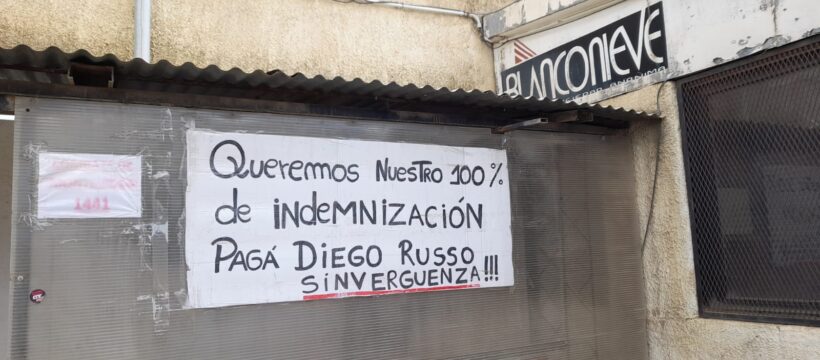 BLANCONIEVE
Queremos NUESTRO 100%
de INDEMNIZACIÓN
PAGÁ DIEGO RUSSO
SINVERGUENZA!!!
1441